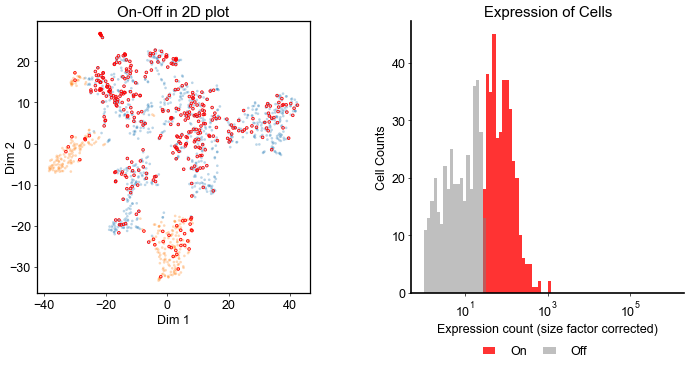 On-Off in 2D plot
Dim 2
20
10
0
−10
−20
−30
−40
−20
0
20
40
Dim 1
Expression of Cells
Cell Counts
40
30
20
10
0
10^1
10^3
10^5
Expression count (size factor corrected)
On
Off